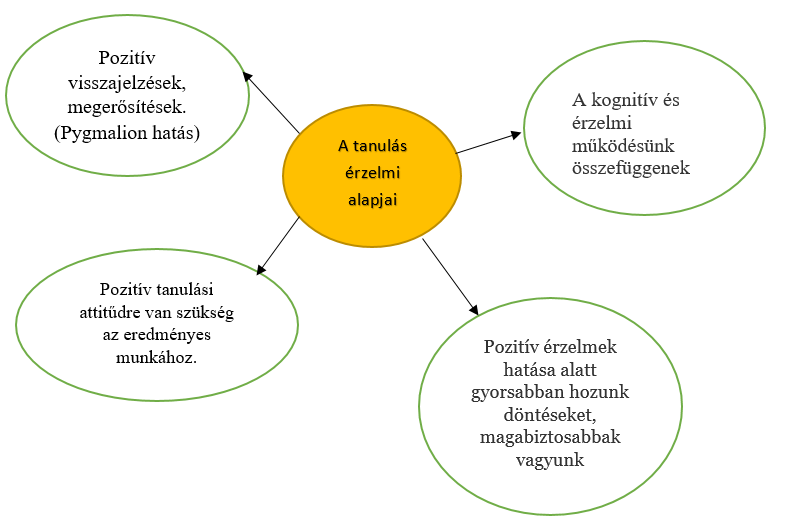 Pozitív
visszajelzések,
megerősítések.
(Pygmalion hatás)
A tanulás
érzelmi
alapjai
A kognitív és
érzelmi
működésünk
összefüggenek
Pozitív tanulási
attitűdre van szükség
az eredményes
munkához.
Pozitív érzelmek
hatása alatt
gyorsabban hozunk
döntéseket,
magabiztosabbak
vagyunk